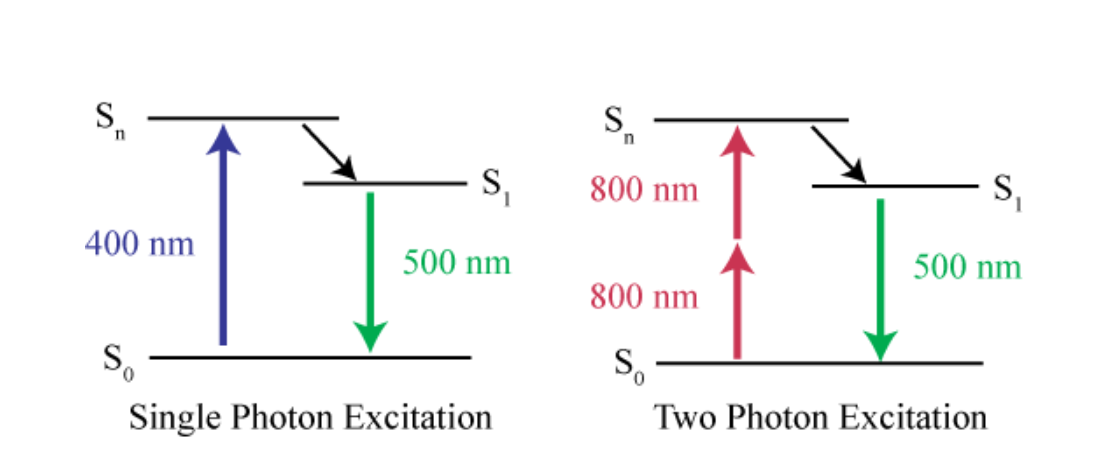 Sn
S1
400 nm
500 nm
S0
Single Photon Excitation
Sn
800 nm
S1
800 nm
500 nm
S0
Two Photon Excitation